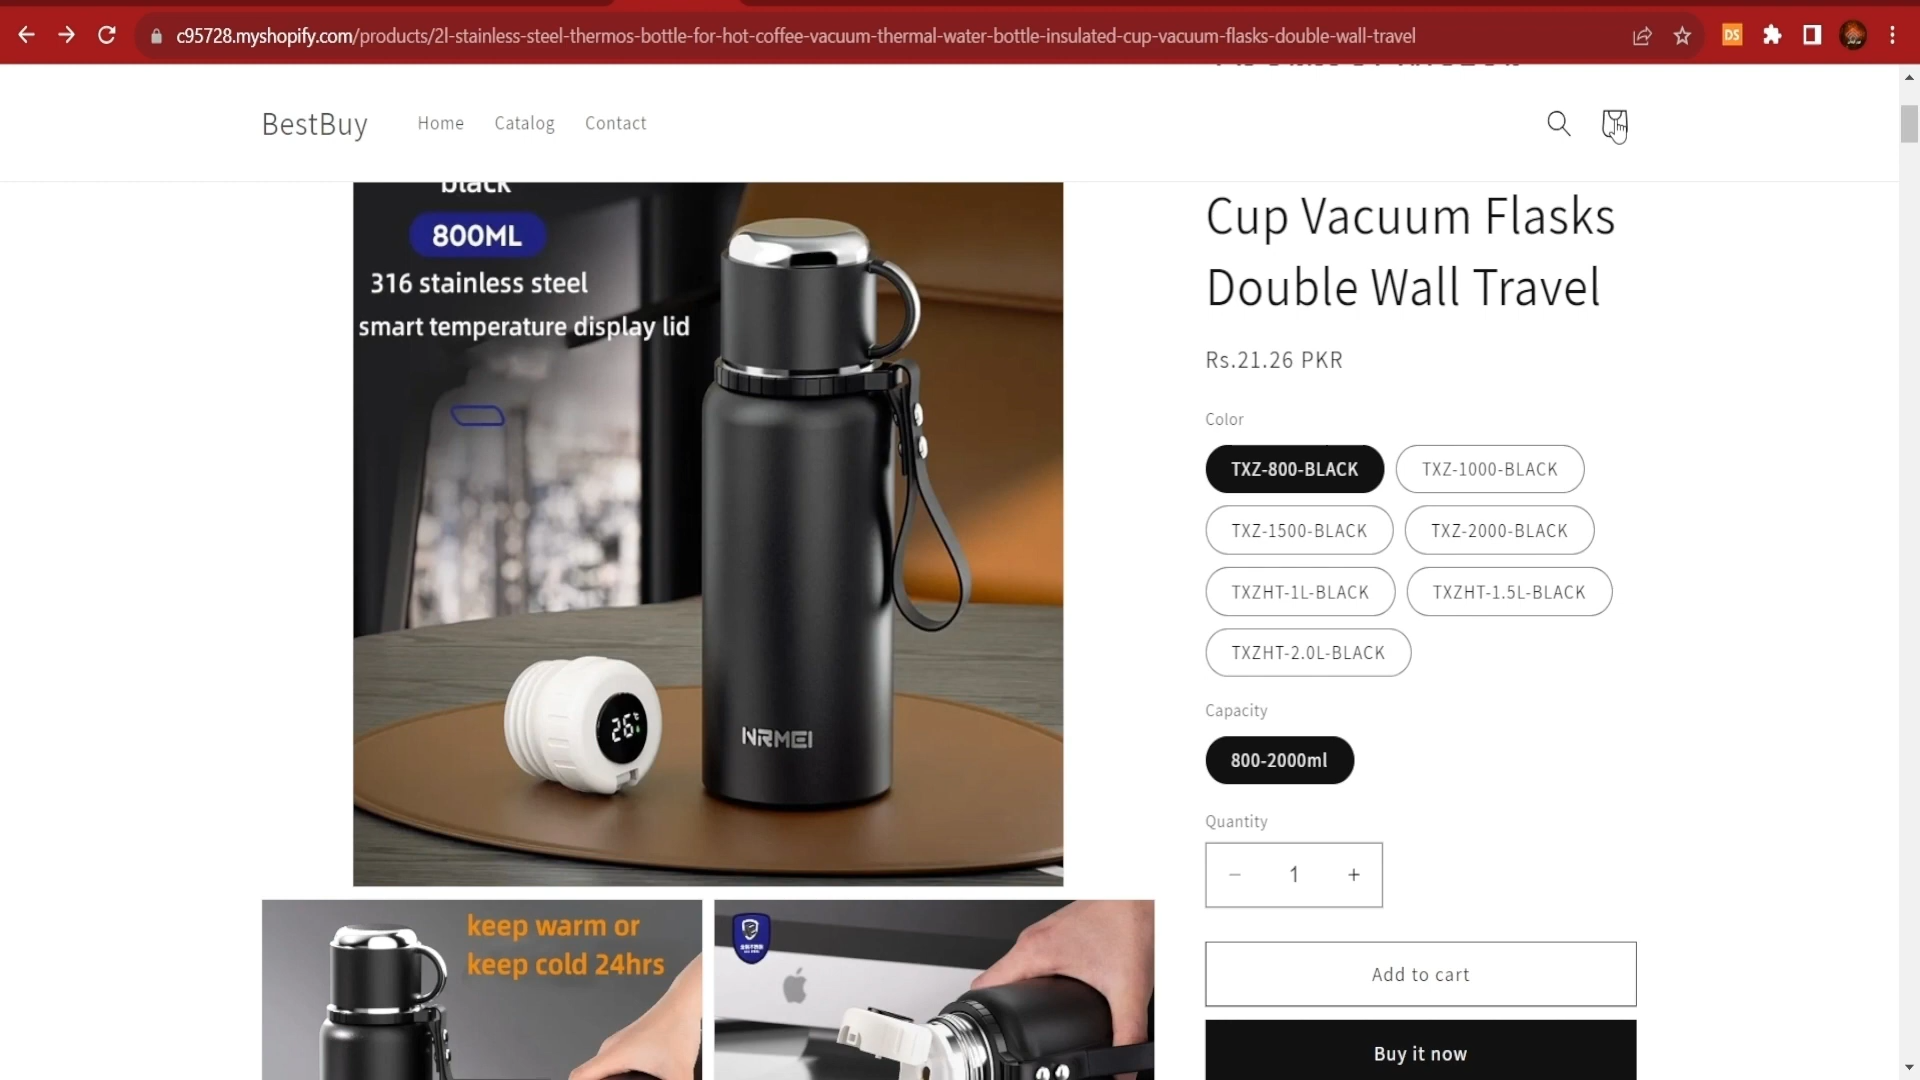 c95728.myshopify.com/products/2l-stainless-steel-thermos-bottle-for-hot-coffee-vacuum-thermal-water-bottle-insulated-cup-vacuum-flasks-double-wall-travel
DS
BestBuy
Home
Catalog
Contact
black
800ML
316 stainless steel
smart temperature display lid
26
NRMEI
keep warm or
keep cold 24hrs
Cup Vacuum Flasks
Double Wall Travel
Rs.21.26 PKR
Color
TXZ-800-BLACK
TXZ-1000-BLACK
TXZ-1500-BLACK
TXZ-2000-BLACK
TXZHT-1L-BLACK
TXZHT-1.5L-BLACK
TXZHT-2.0L-BLACK
Capacity
800-2000ml
Quantity
− 1 +
Add to cart
Buy it now